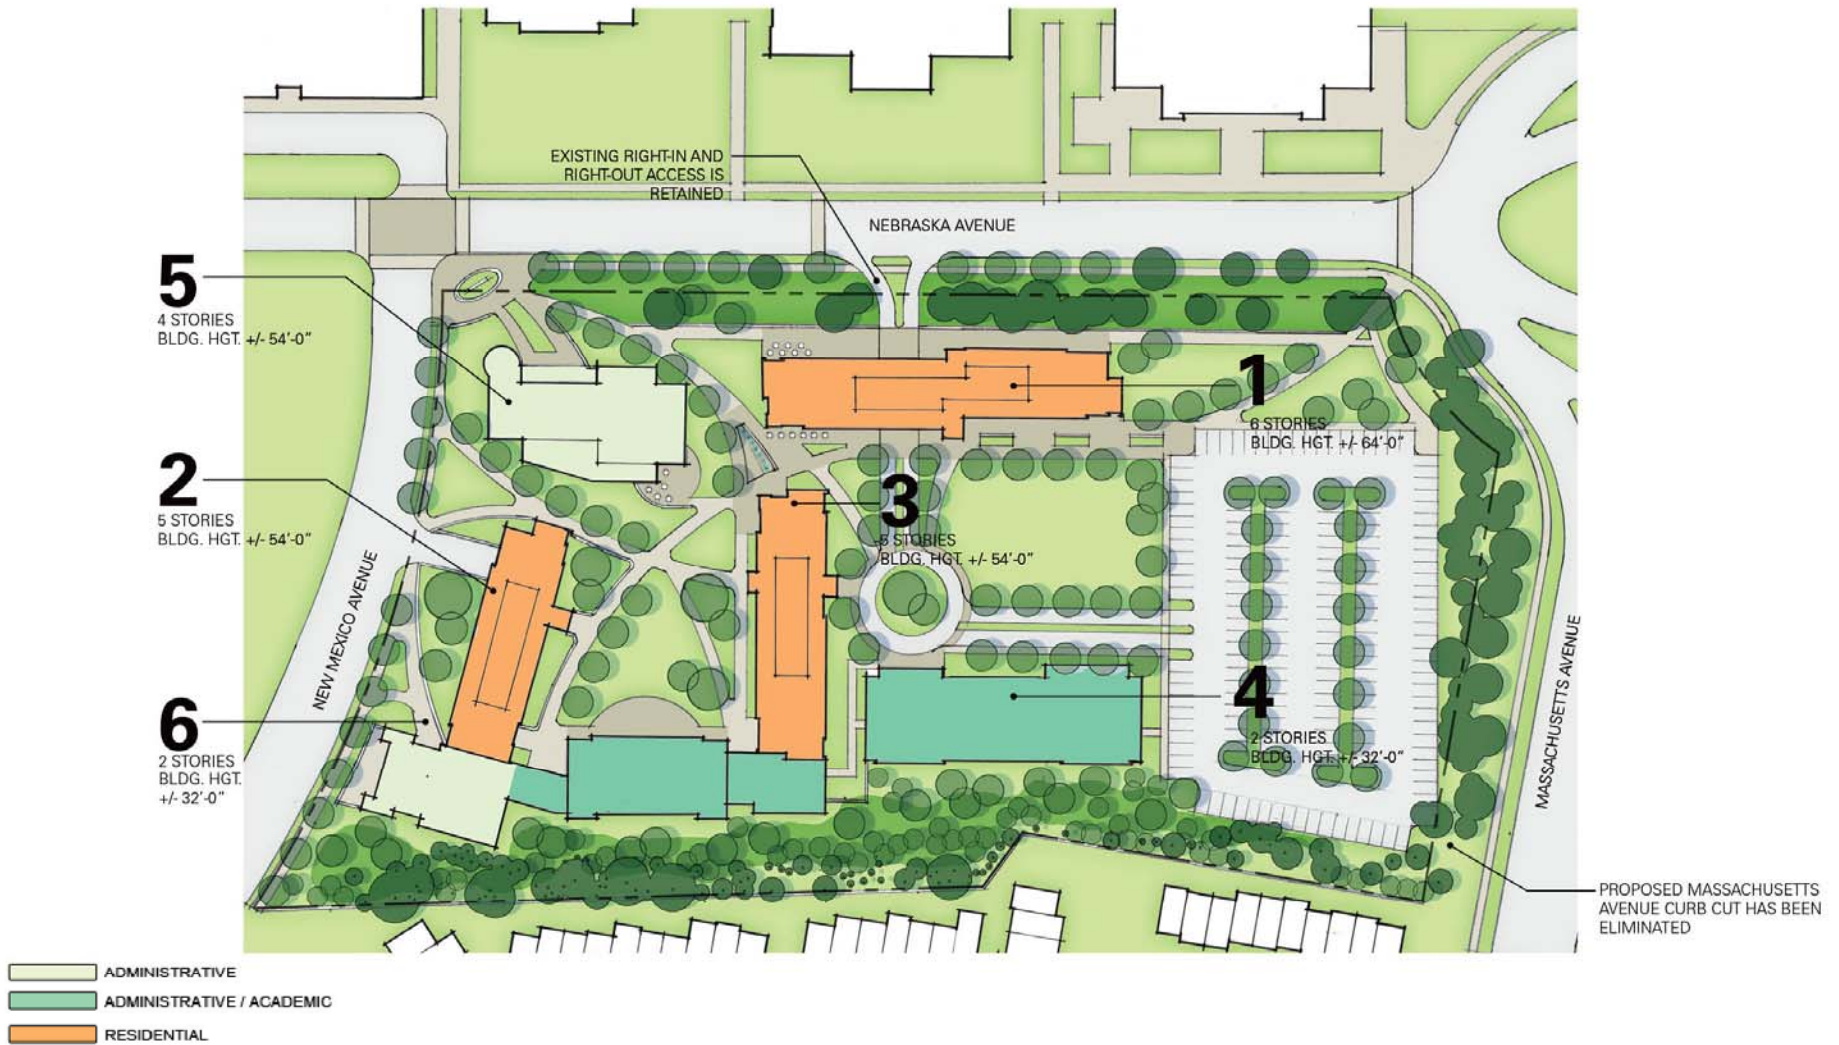 EXISTING RIGHT-IN AND
RIGHT-OUT ACCESS IS
RETAINED
NEBRASKA AVENUE
5
4 STORIES
BLDG. HGT. +/- 54'-0"
1
6 STORIES
BLDG. HGT. +/- 64'-0"
2
5 STORIES
BLDG. HGT. +/- 54'-0"
3
5 STORIES
BLDG. HGT. +/- 54'-0"
NEW MEXICO AVENUE
MASSACHUSETTS AVENUE
6
2 STORIES
BLDG. HGT.
+/- 32'-0"
4
2 STORIES
BLDG. HGT. +/- 32'-0"
PROPOSED MASSACHUSETTS
AVENUE CURB CUT HAS BEEN
ELIMINATED
ADMINISTRATIVE
ADMINISTRATIVE / ACADEMIC
RESIDENTIAL